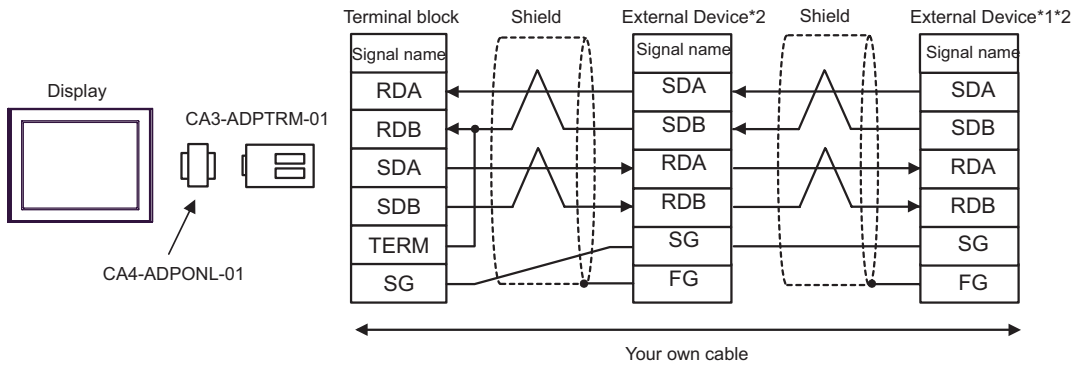 Terminal block Shield External Device*2 Shield External Device*1*2
Signal name Signal name Signal name
RDA SDA SDA
Display
CA3-ADPTRM-01
RDB SDB SDB
SDA RDA RDA
SDB RDB RDB
TERM SG SG
CA4-ADPONL-01
SG FG FG
Your own cable